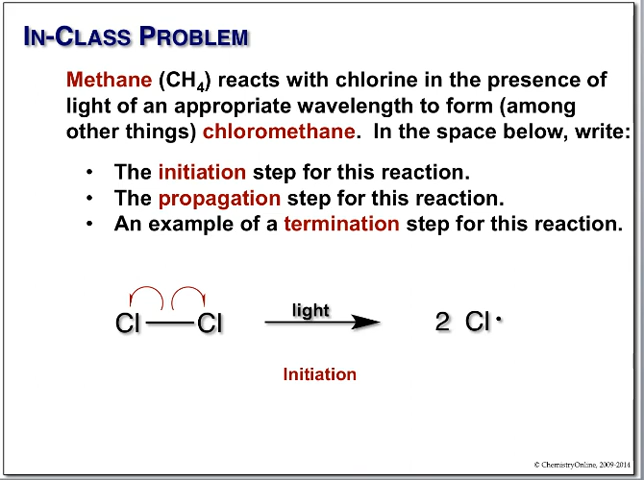 IN-CLASS PROBLEM
Methane (CH₄) reacts with chlorine in the presence of
light of an appropriate wavelength to form (among
other things) chloromethane. In the space below, write:
• The initiation step for this reaction.
• The propagation step for this reaction.
• An example of a termination step for this reaction.
Cl — Cl light 2 Cl·
Initiation
© ChemistryOnline, 2009-2014